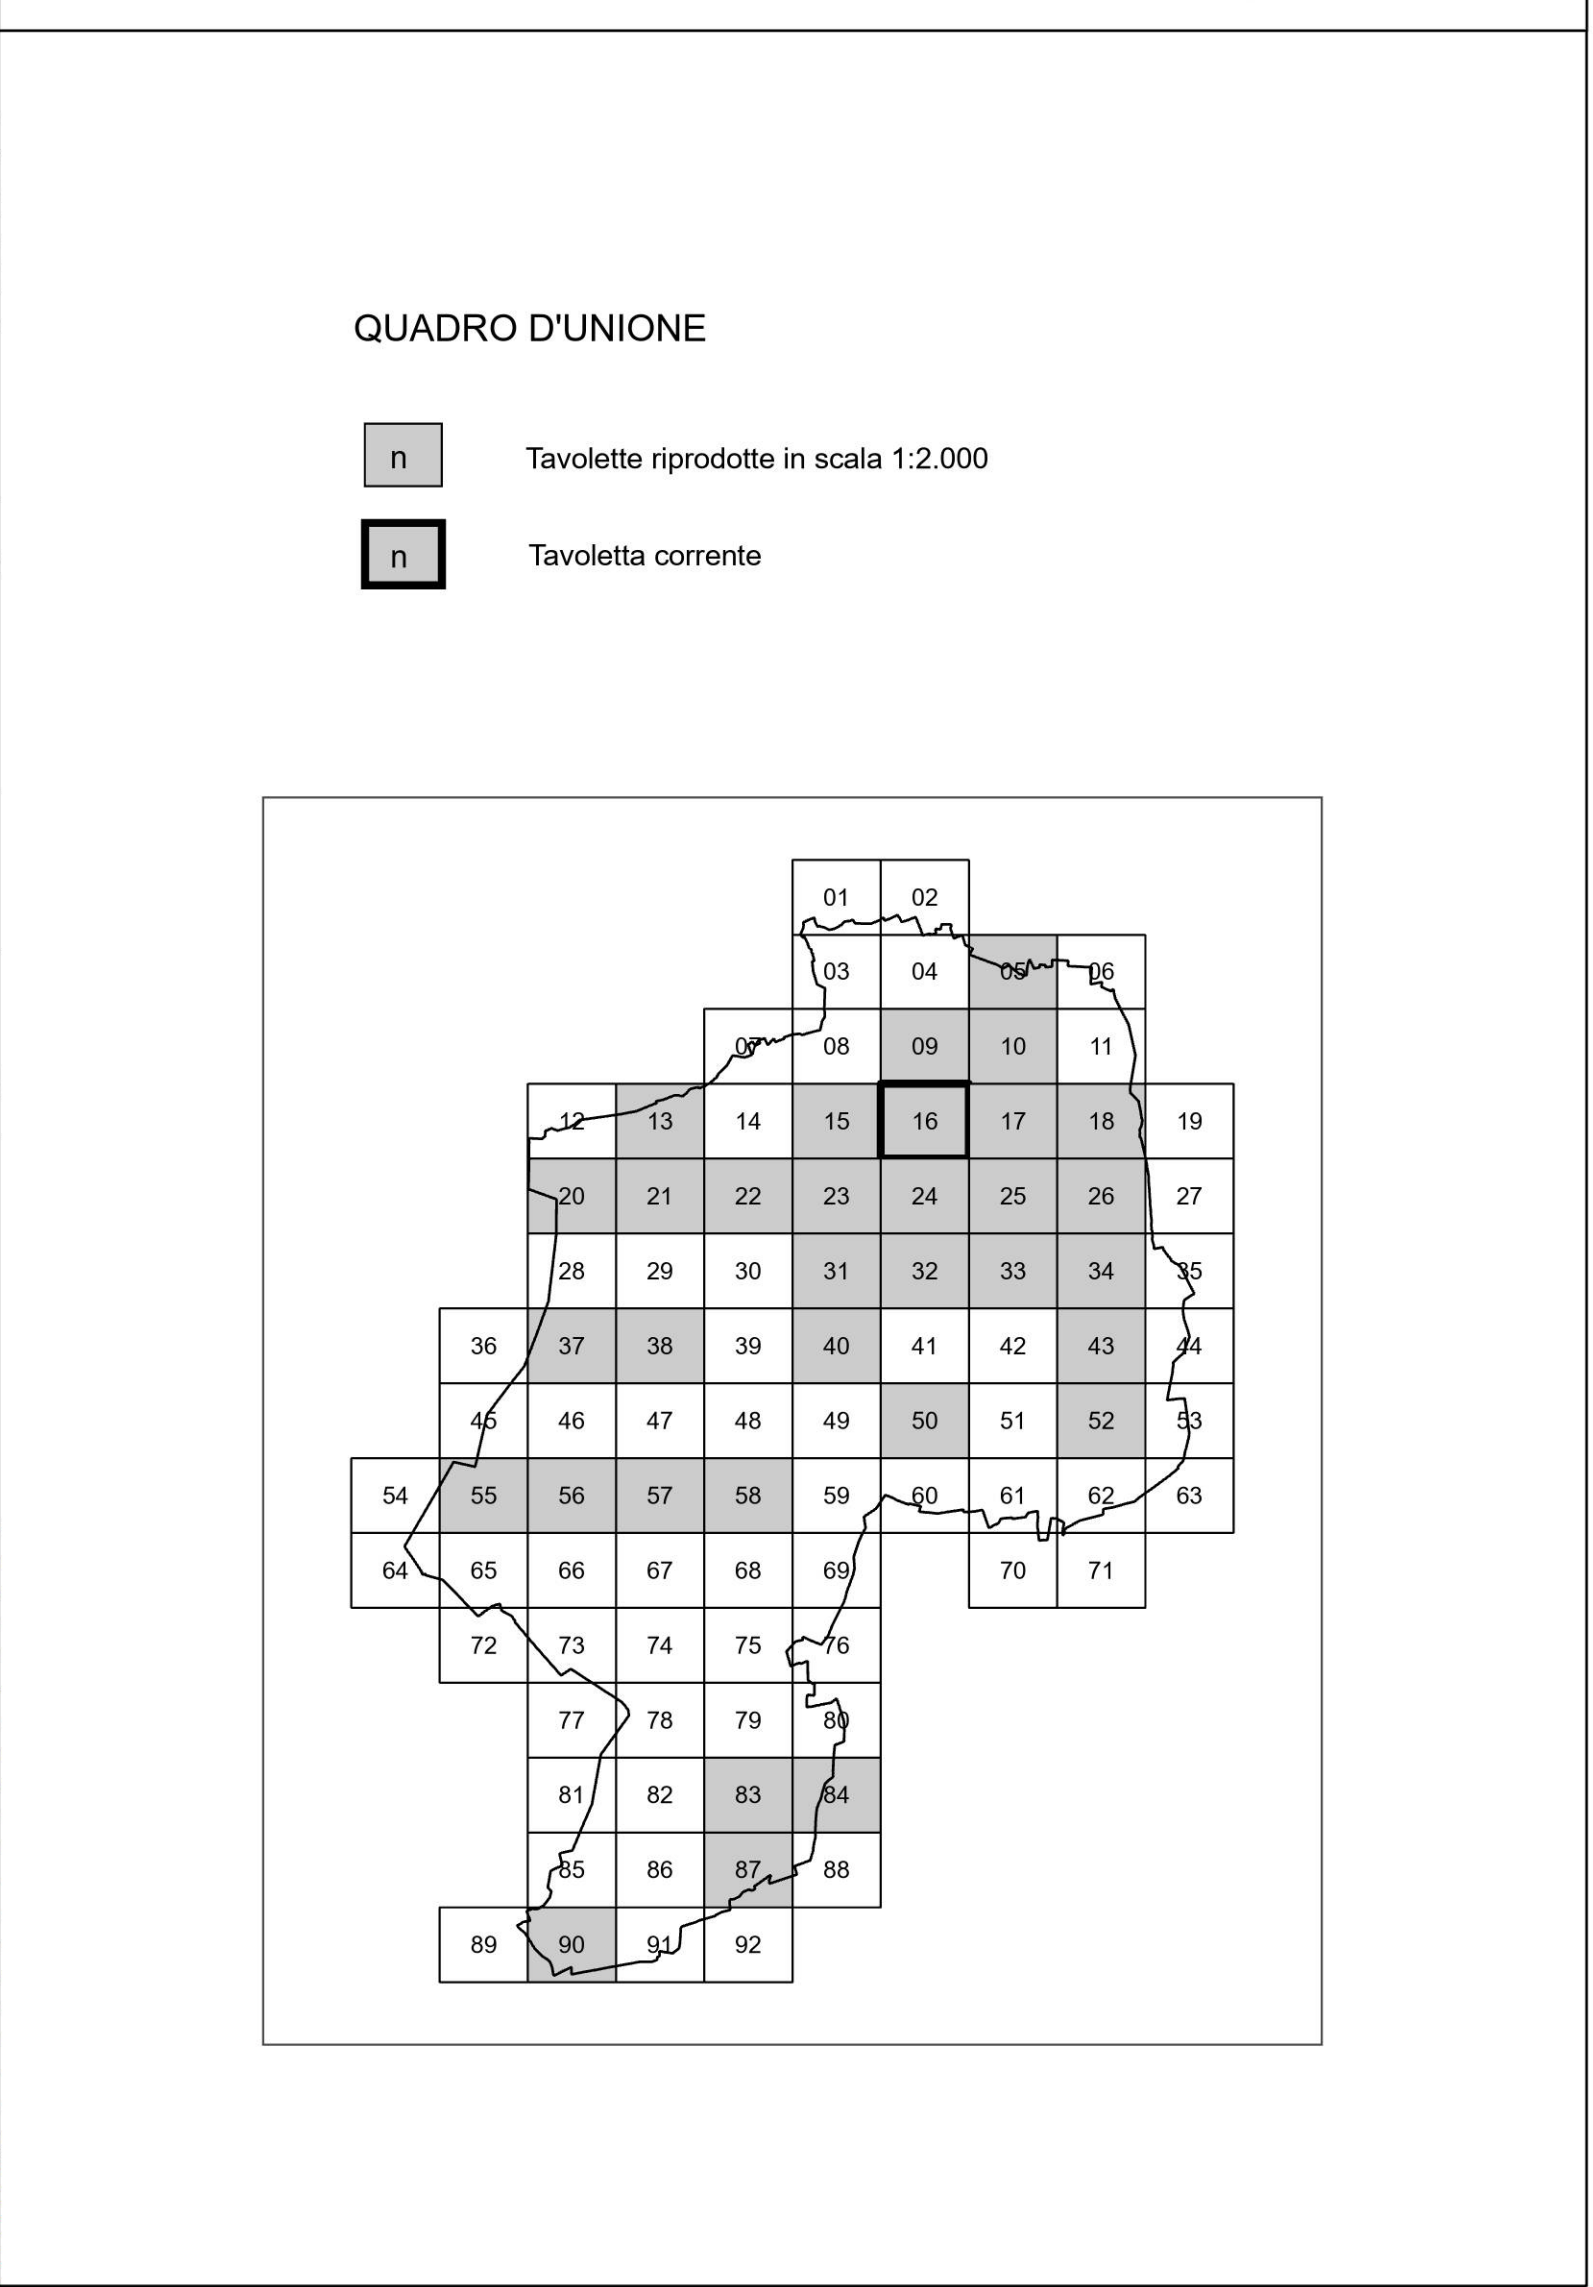 QUADRO D'UNIONE
n Tavolette riprodotte in scala 1:2.000
n Tavoletta corrente
01 02
03 04 05 06
07 08 09 10 11
12 13 14 15 16 17 18 19
20 21 22 23 24 25 26 27
28 29 30 31 32 33 34 35
36 37 38 39 40 41 42 43 44
45 46 47 48 49 50 51 52 53
54 55 56 57 58 59 60 61 62 63
64 65 66 67 68 69 70 71
72 73 74 75 76
77 78 79 80
81 82 83 84
85 86 87 88
89 90 91 92